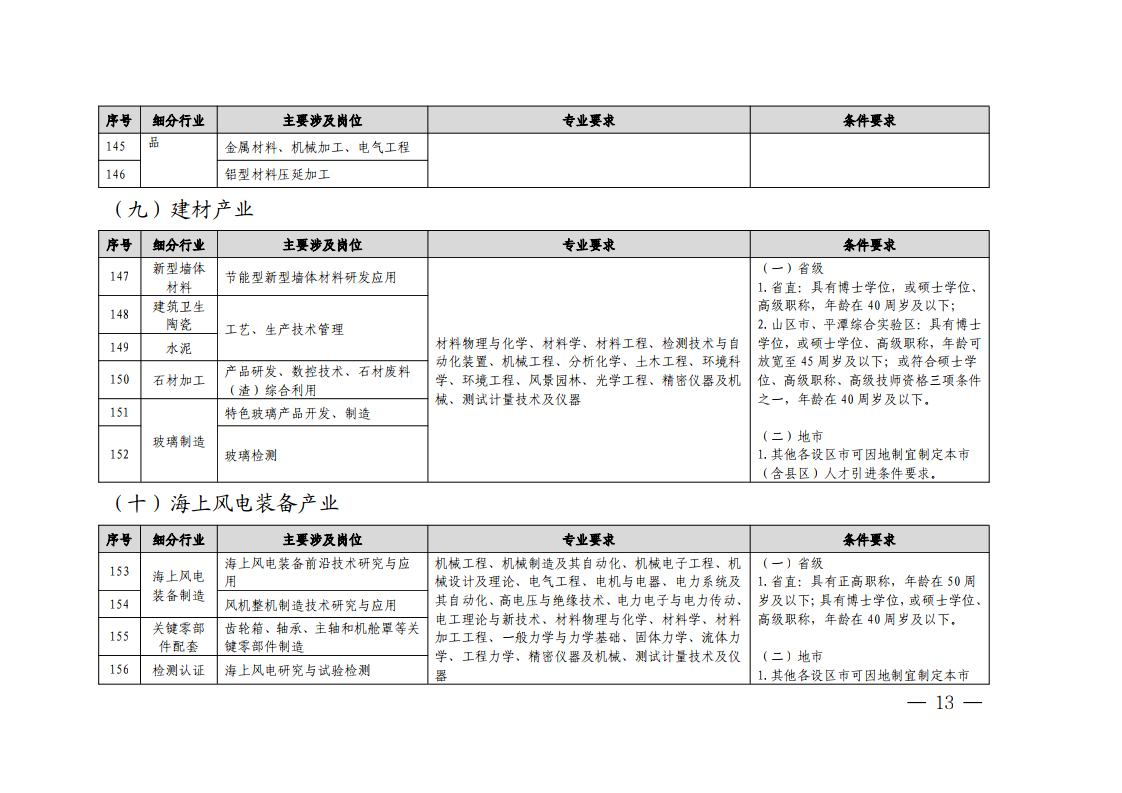 序号 细分行业 主要涉及岗位 专业要求 条件要求
145 品 金属材料、机械加工、电气工程
146 铝型材料压延加工
（九）建材产业
序号 细分行业 主要涉及岗位 专业要求 条件要求
147 新型墙体
材料
节能型新型墙体材料研发应用
148 建筑卫生
陶瓷
工艺、生产技术管理
149 水泥
150 石材加工
产品研发、数控技术、石材废料
（渣）综合利用
151 玻璃制造
特色玻璃产品开发、制造
152 玻璃检测
材料物理与化学、材料学、材料工程、检测技术与自
动化装置、机械工程、分析化学、土木工程、环境科
学、环境工程、风景园林、光学工程、精密仪器及机
械、测试计量技术及仪器
（一）省级
1.省直：具有博士学位，或硕士学位、
高级职称，年龄在 40 周岁及以下；
2.山区市、平潭综合实验区：具有博士
学位，或硕士学位、高级职称，年龄可
放宽至 45 周岁及以下；或符合硕士学
位、高级职称、高级技师资格三项条件
之一，年龄在 40 周岁及以下。
（二）地市
1.其他各设区市可因地制宜制定本市
（含县区）人才引进条件要求。
（十）海上风电装备产业
序号 细分行业 主要涉及岗位 专业要求 条件要求
153 海上风电
装备制造
海上风电装备前沿技术研究与应
用
154 风机整机制造技术研究与应用
155 关键零部
件配套
齿轮箱、轴承、主轴和机舱罩等关
键零部件制造
156 检测认证 海上风电研究与试验检测
机械工程、机械制造及其自动化、机械电子工程、机
械设计及理论、电气工程、电机与电器、电力系统及
其自动化、高电压与绝缘技术、电力电子与电力传动、
电工理论与新技术、材料物理与化学、材料学、材料
加工工程、一般力学与力学基础、固体力学、流体力
学、工程力学、精密仪器及机械、测试计量技术及仪
器
（一）省级
1.省直：具有正高职称，年龄在 50 周
岁及以下；具有博士学位，或硕士学位、
高级职称，年龄在 40 周岁及以下。
（二）地市
1.其他各设区市可因地制宜制定本市
— 13 —